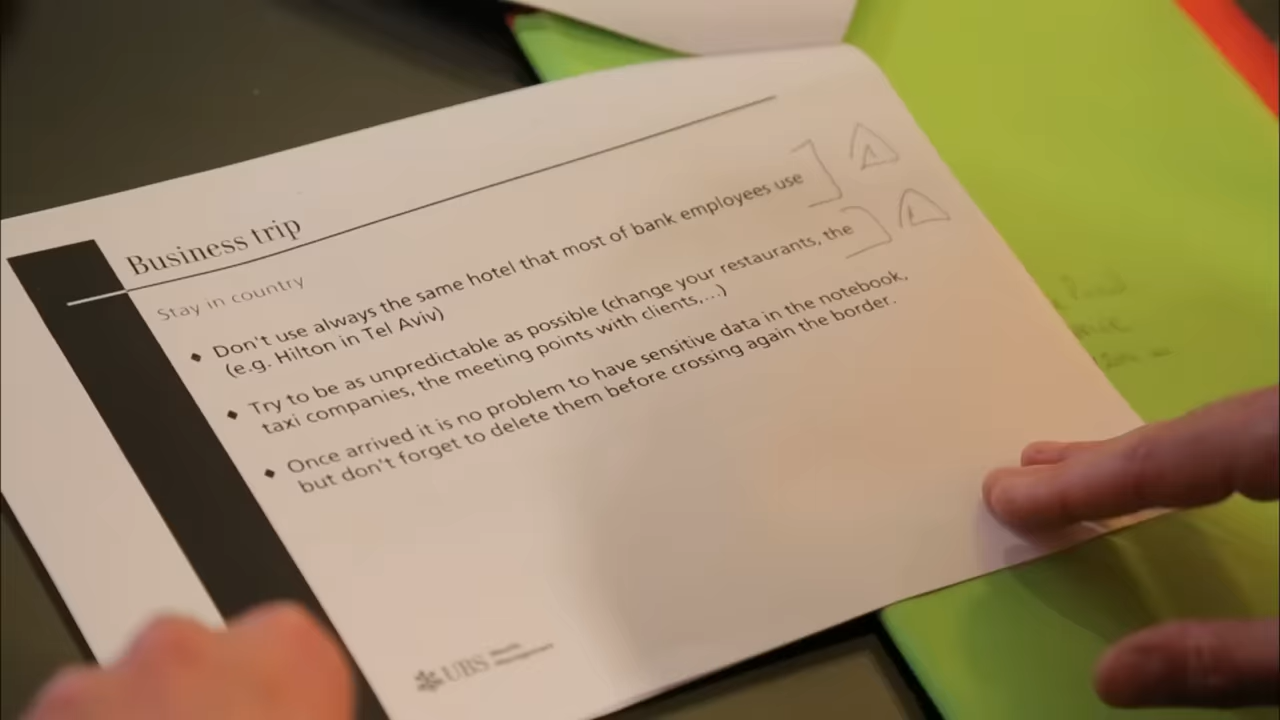 Business trip
Stay in country
◆ Don't use always the same hotel that most of bank employees use
(e.g. Hilton in Tel Aviv)
◆ Try to be as unpredictable as possible (change your restaurants, the
taxi companies, the meeting points with clients,...)
◆ Once arrived it is no problem to have sensitive data in the notebook,
but don't forget to delete them before crossing again the border.
UBS Wealth
Management